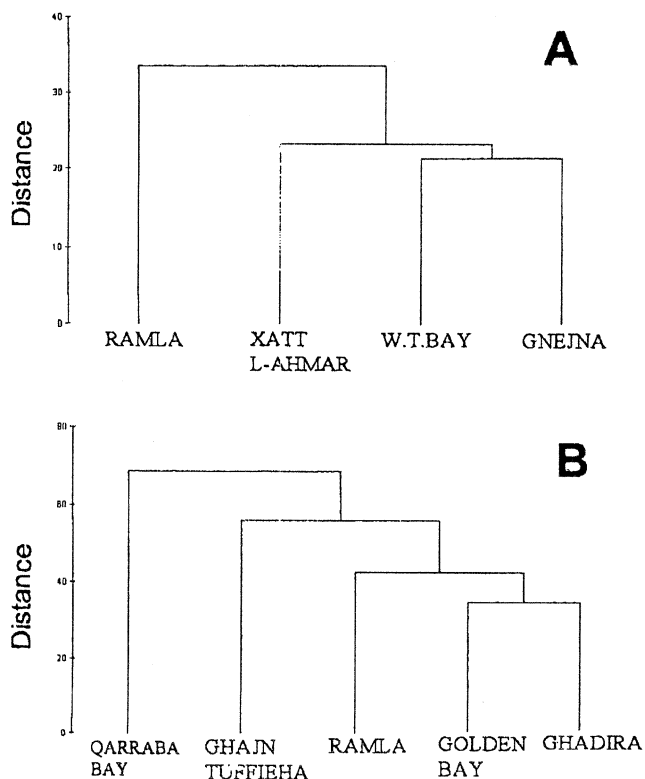 A
40
30
20
10
0
Distance
RAMLA
XATT
L-AHMAR
W.T.BAY
GNEJNA
B
80
60
40
20
0
Distance
QARRABA
BAY
GHAJN
TUFFIEHA
RAMLA
GOLDEN
BAY
GHADIRA